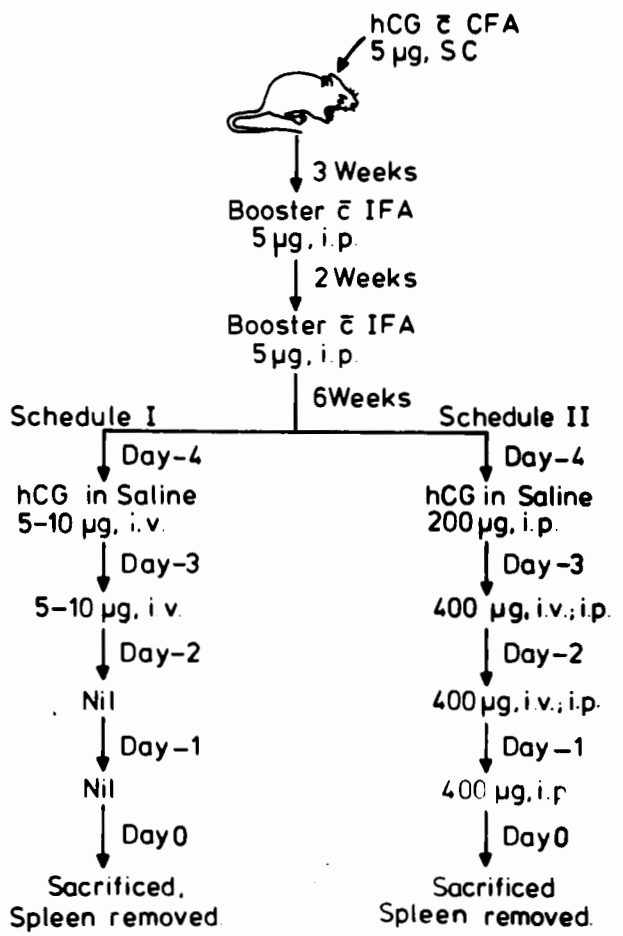 hCG c̄ CFA
5 µg, SC
3 Weeks
Booster c̄ IFA
5 µg, i.p.
2 Weeks
Booster c̄ IFA
5 µg, i.p.
6 Weeks
Schedule I
Day-4
hCG in Saline
5-10 µg, i.v.
Day-3
5-10 µg, i.v.
Day-2
Nil
Day-1
Nil
Day 0
Sacrificed,
Spleen removed.
Schedule II
Day-4
hCG in Saline
200 µg, i.p.
Day-3
400 µg, i.v.; i.p.
Day-2
400 µg, i.v.; i.p.
Day-1
400 µg, i.p
Day 0
Sacrificed
Spleen removed.